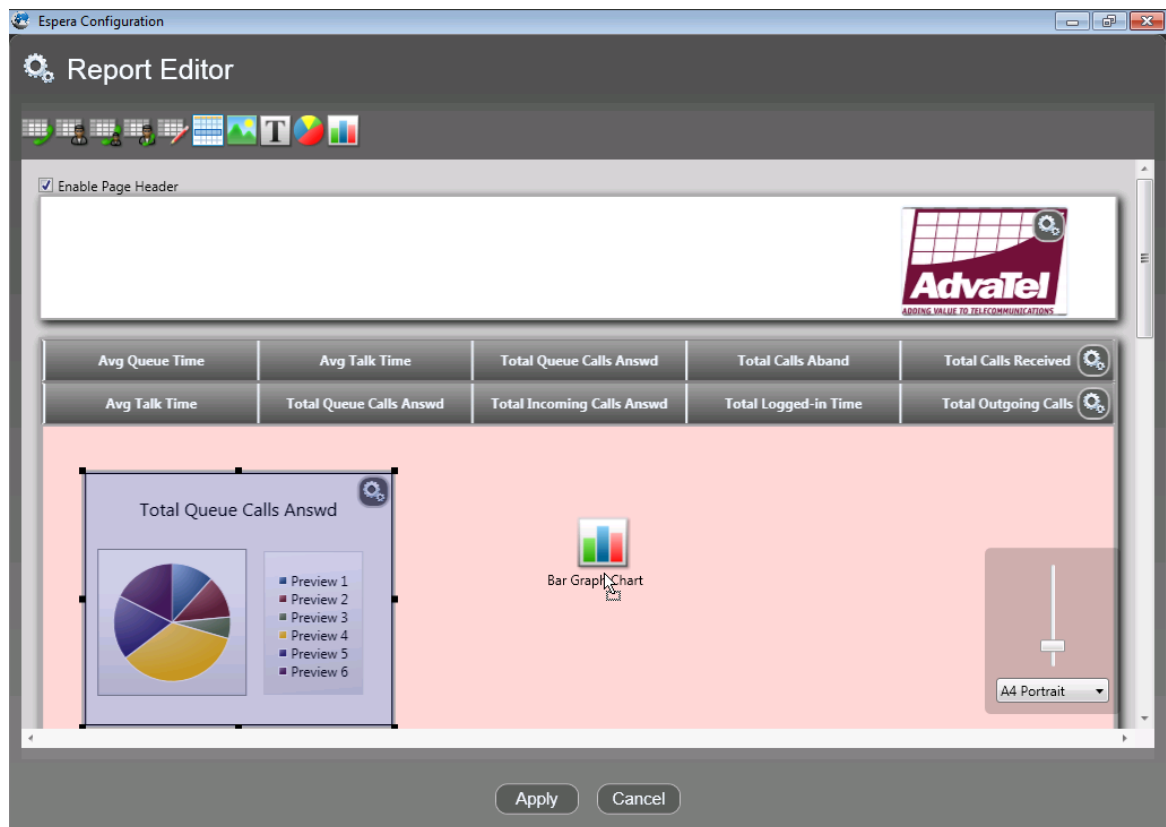 Espera Configuration
Report Editor
T
Enable Page Header
AdvaTel
ADDING VALUE TO TELECOMMUNICATIONS
Avg Queue Time Avg Talk Time Total Queue Calls Answd Total Calls Aband Total Calls Received
Avg Talk Time Total Queue Calls Answd Total Incoming Calls Answd Total Logged-in Time Total Outgoing Calls
Total Queue Calls Answd
Preview 1
Preview 2
Preview 3
Preview 4
Preview 5
Preview 6
Bar Graph Chart
A4 Portrait
Apply Cancel